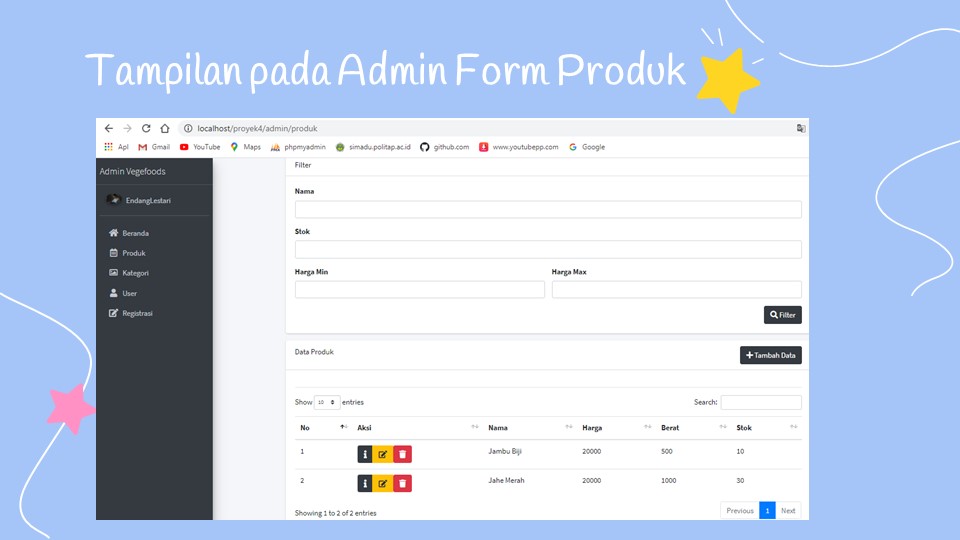 Tampilan pada Admin Form Produk
localhost/proyek4/admin/produk
Apl Gmail YouTube Maps phpmyadmin simadu.politap.ac.id github.com www.youtubepp.com Google
Admin Vegefoods
EndangLestari
Beranda
Produk
Kategori
User
Registrasi
Filter
Nama
Stok
Harga Min Harga Max
Filter
Data Produk Tambah Data
Show 10 entries Search:
No Aksi Nama Harga Berat Stok
1 Jambu Biji 20000 500 10
2 Jahe Merah 20000 1000 30
Showing 1 to 2 of 2 entries Previous 1 Next